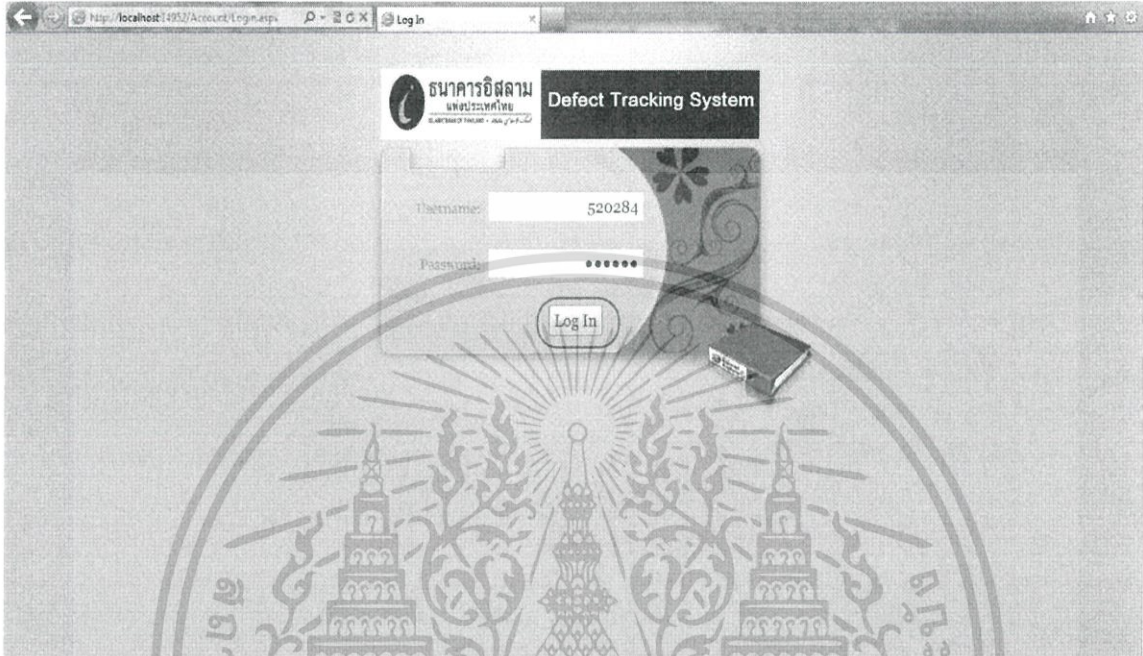 http://localhost:14952/Account/Login.aspx
Log In
ธนาคารอิสลาม
แห่งประเทศไทย
Defect Tracking System
Username: 520284
Password: ••••••
Log In